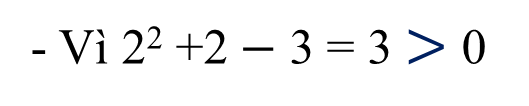 - Vì 2² +2 − 3 = 3 > 0